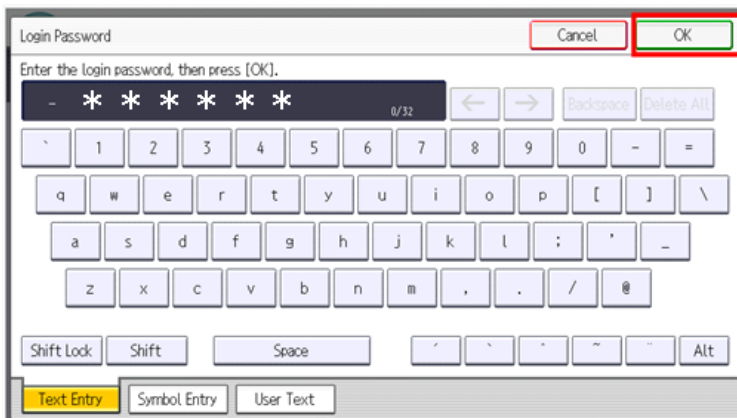 Login Password Cancel OK
Enter the login password, then press [OK].
- ****** 0/32 ← → Backspace Delete All
` 1 2 3 4 5 6 7 8 9 0 - =
q w e r t y u i o p [ ] \
a s d f g h j k l ; ' _
z x c v b n m , . / @
Shift Lock Shift Space ´ ` ^ ~ ¨ Alt
Text Entry Symbol Entry User Text